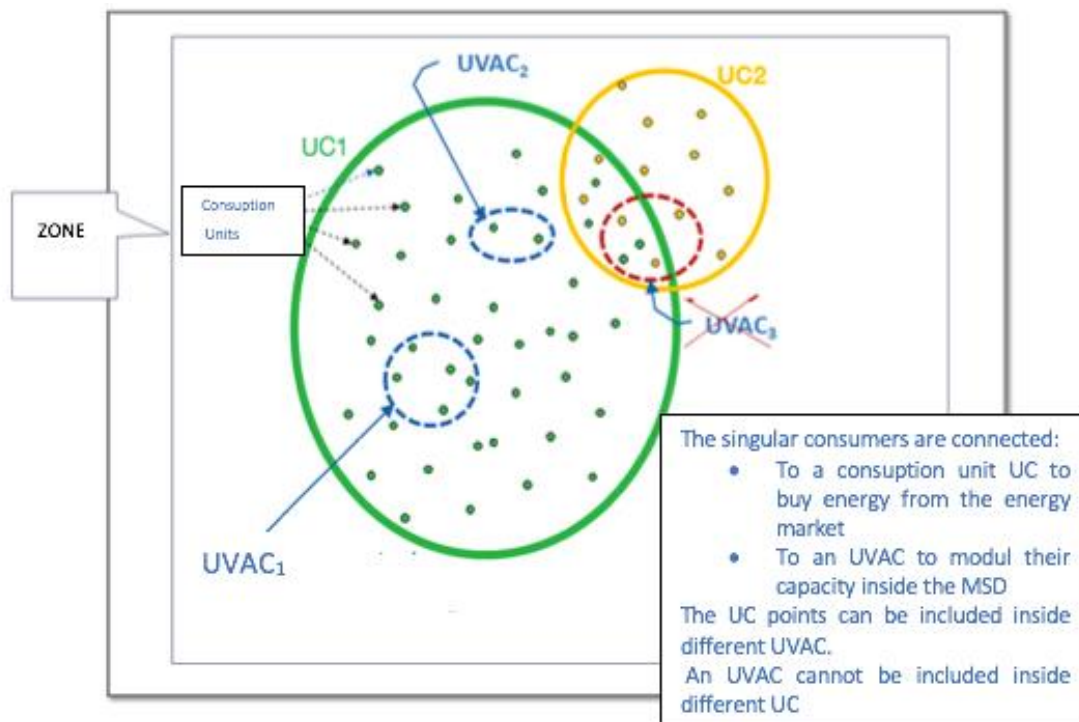 UVAC₂
UC2
UC1
Consuption
Units
ZONE
UVAC₃
UVAC₁
The singular consumers are connected:
• To a consuption unit UC to
buy energy from the energy
market
• To an UVAC to modul their
capacity inside the MSD
The UC points can be included inside
different UVAC.
An UVAC cannot be included inside
different UC